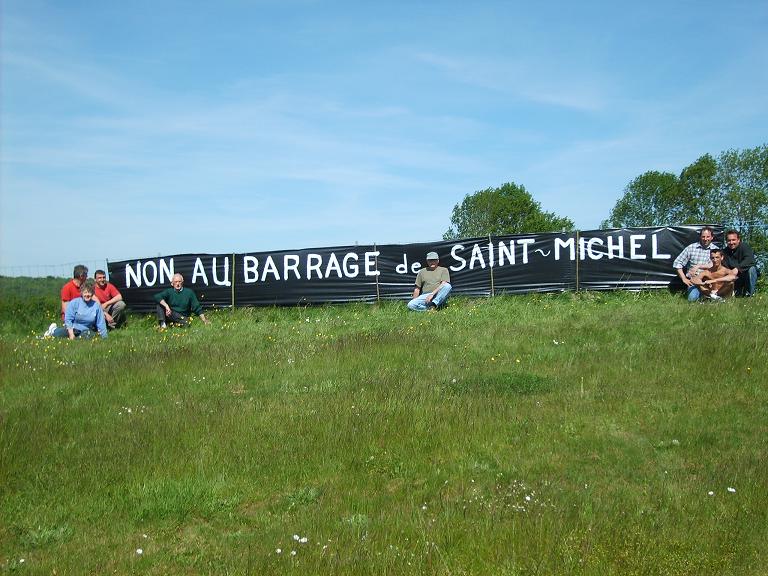 NON AU BARRAGE de SAINT~MICHEL